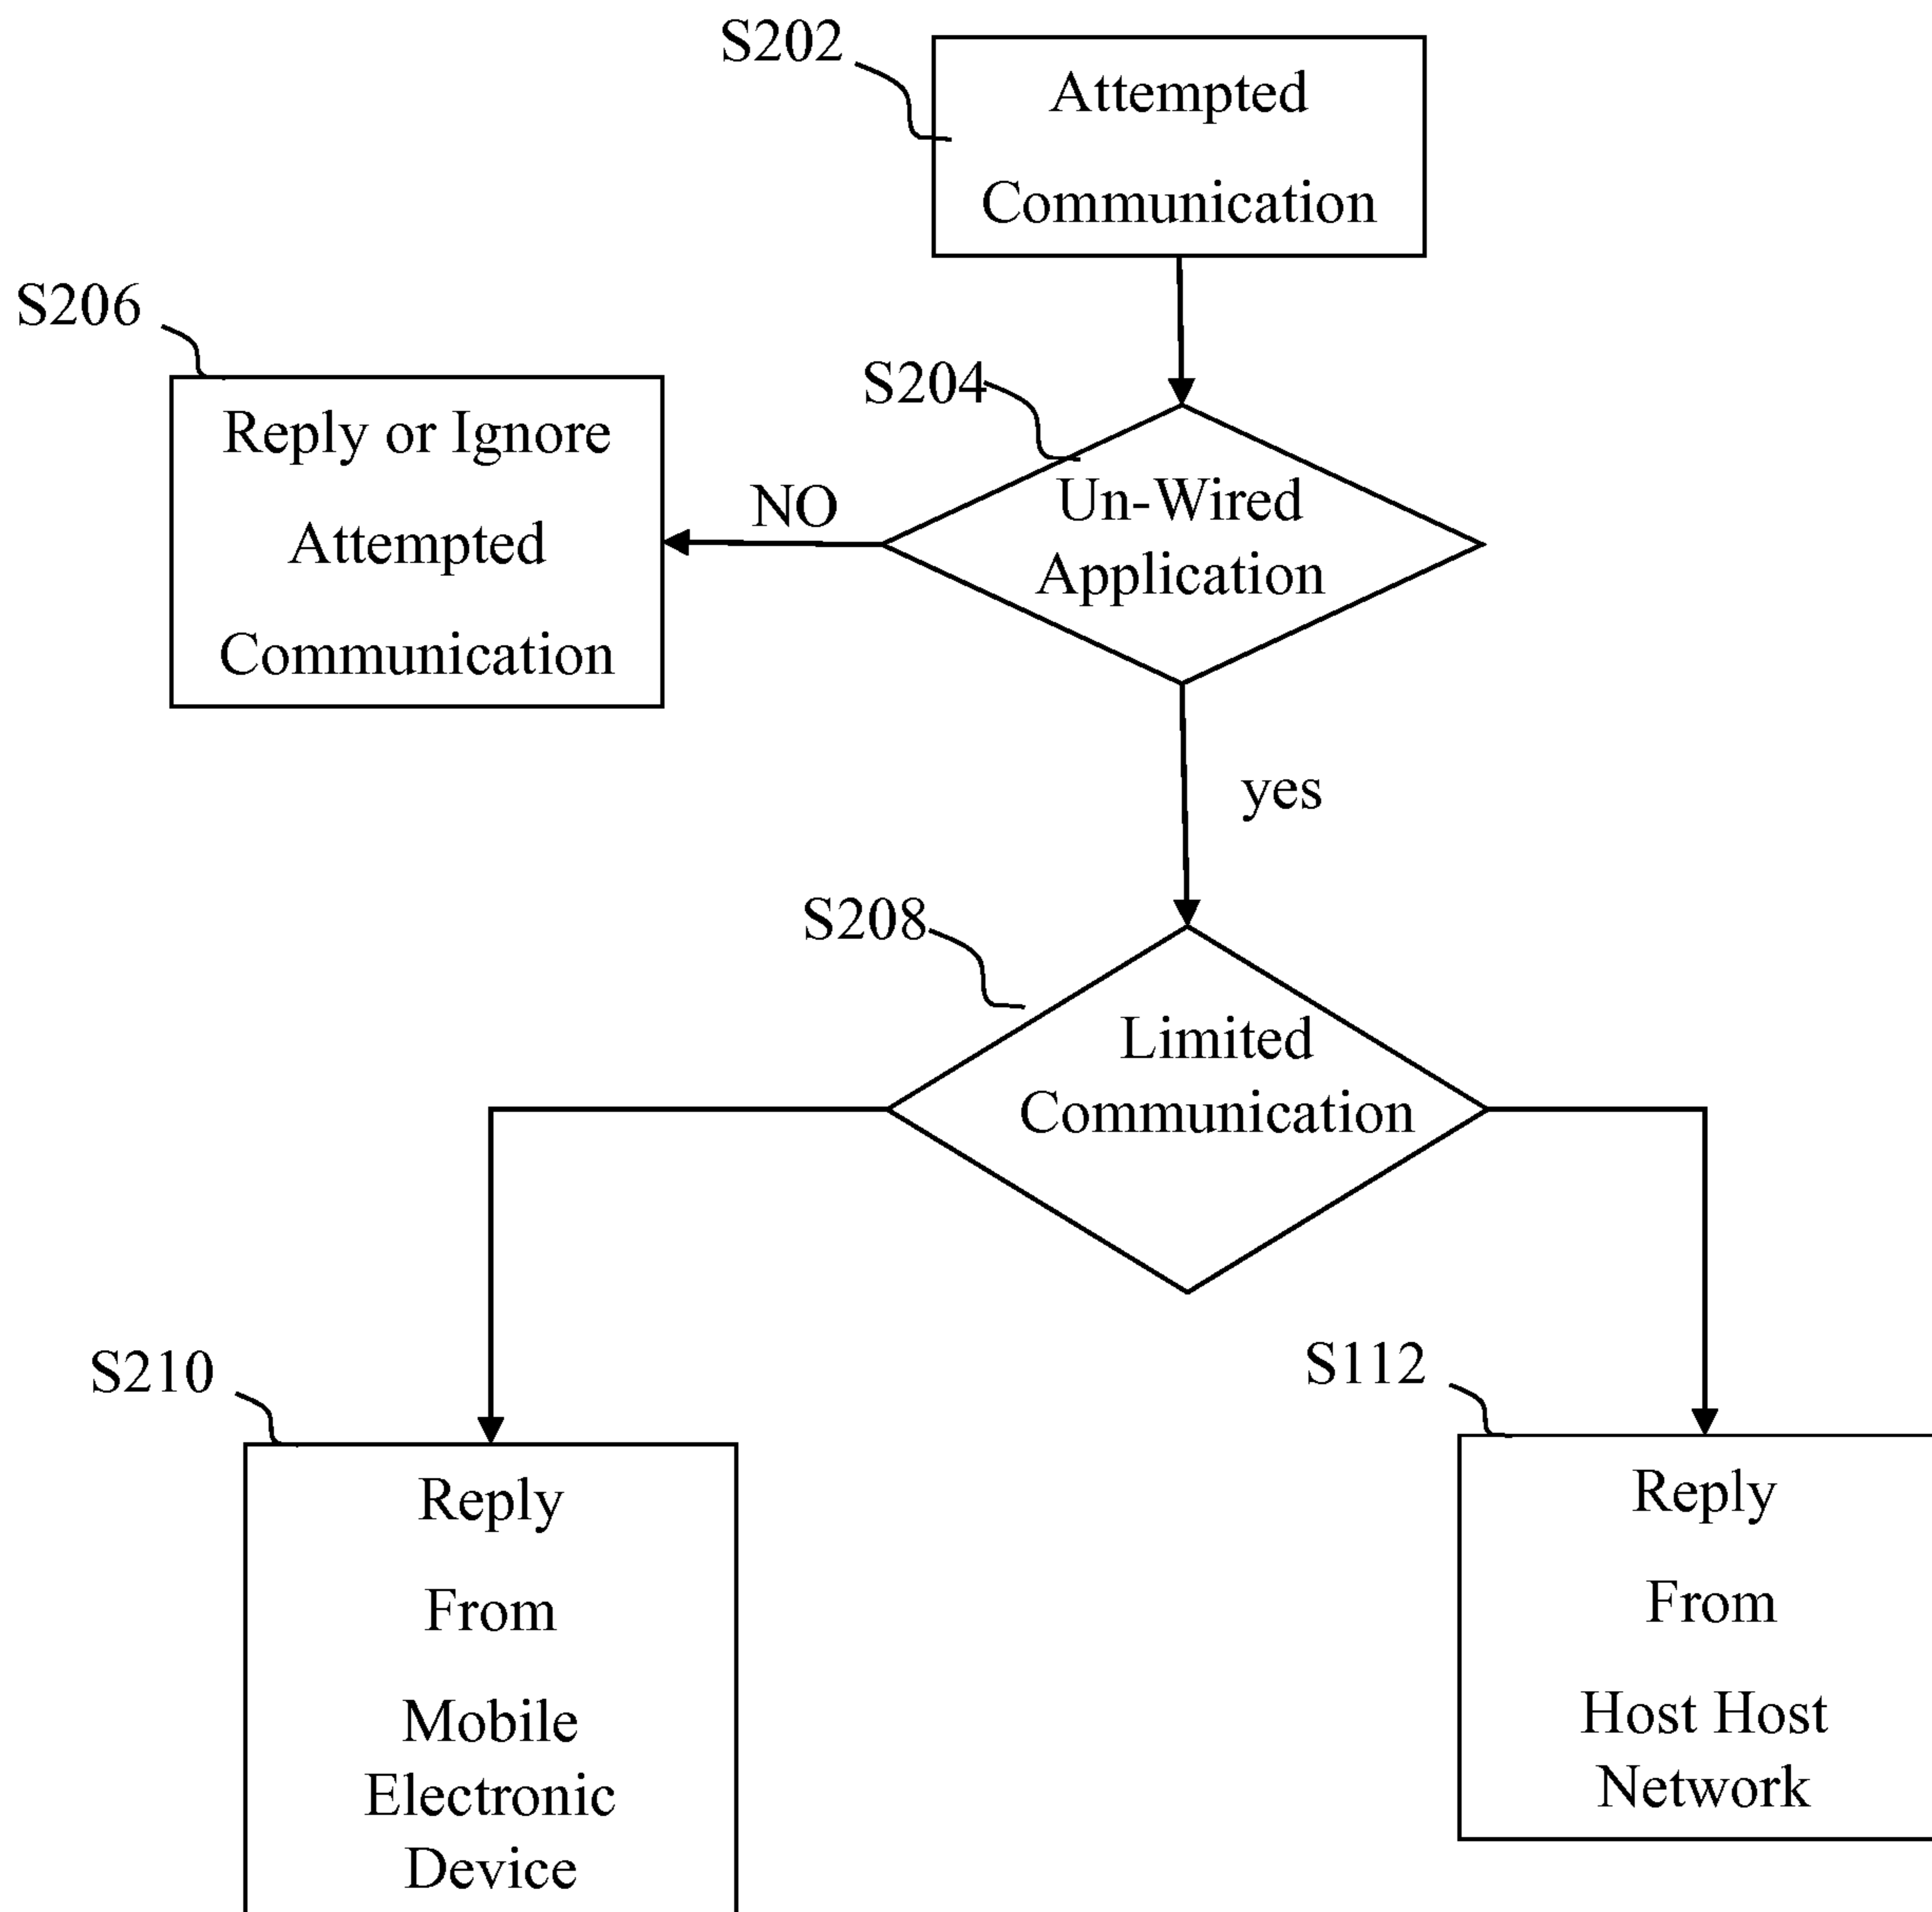 S202
Attempted
Communication
S206
Reply or Ignore
Attempted
Communication
S204
Un-Wired
Application
NO
yes
S208
Limited
Communication
S210
Reply
From
Mobile
Electronic
Device
S112
Reply
From
Host Host
Network